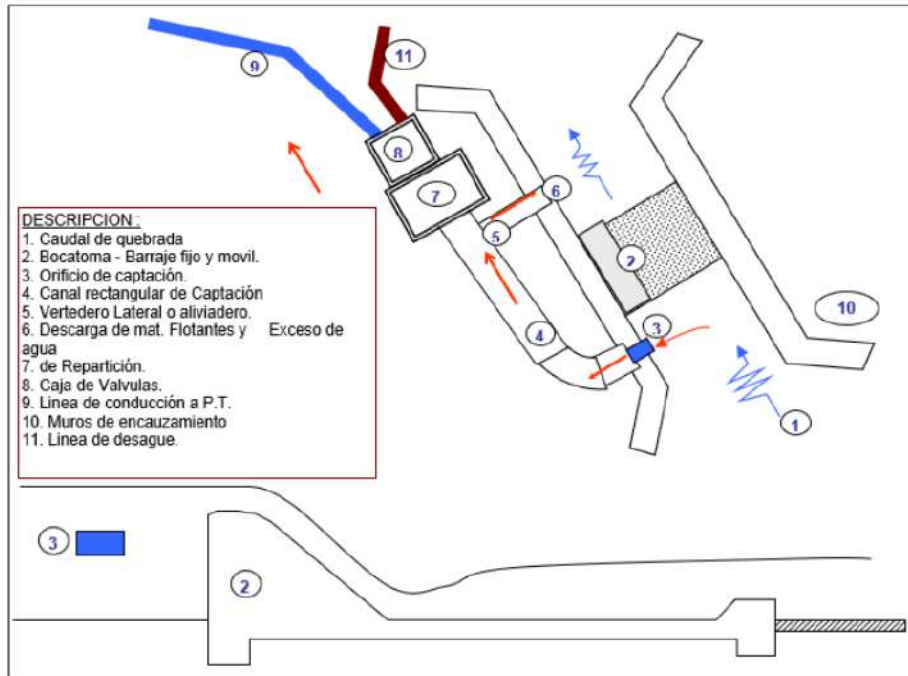 9
11
8
7
6
5
2
DESCRIPCION :
1. Caudal de quebrada
2. Bocatoma - Barraje fijo y movil.
3. Orificio de captación.
4. Canal rectangular de Captación
5. Vertedero Lateral o aliviadero.
6. Descarga de mat. Flotantes y Exceso de
agua
7. de Repartición.
8. Caja de Valvulas.
9. Linea de conducción a P.T.
10. Muros de encauzamiento
11. Linea de desague.
10
3
4
1
3
2